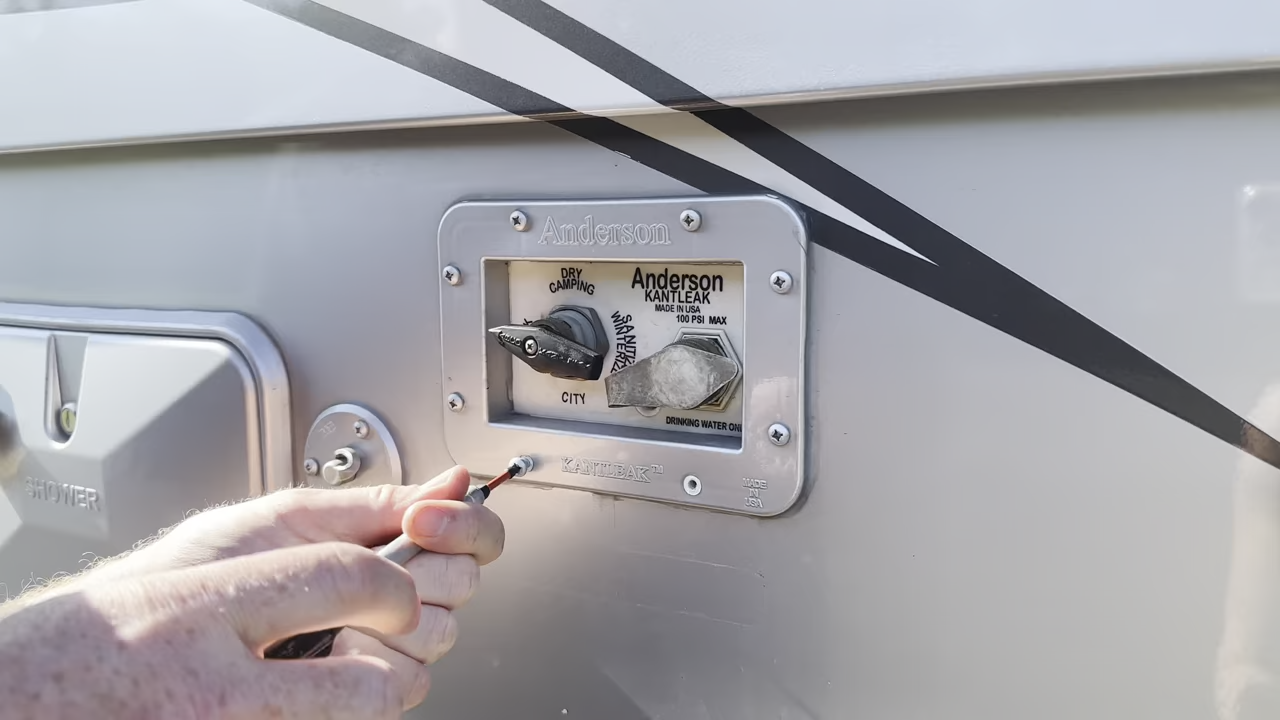 Anderson
DRY
CAMPING
Anderson
KANTLEAK
MADE IN USA
100 PSI MAX
CITY
DRINKING WATER ONL
KANTLEAK™
MADE
IN
USA
SHOWER